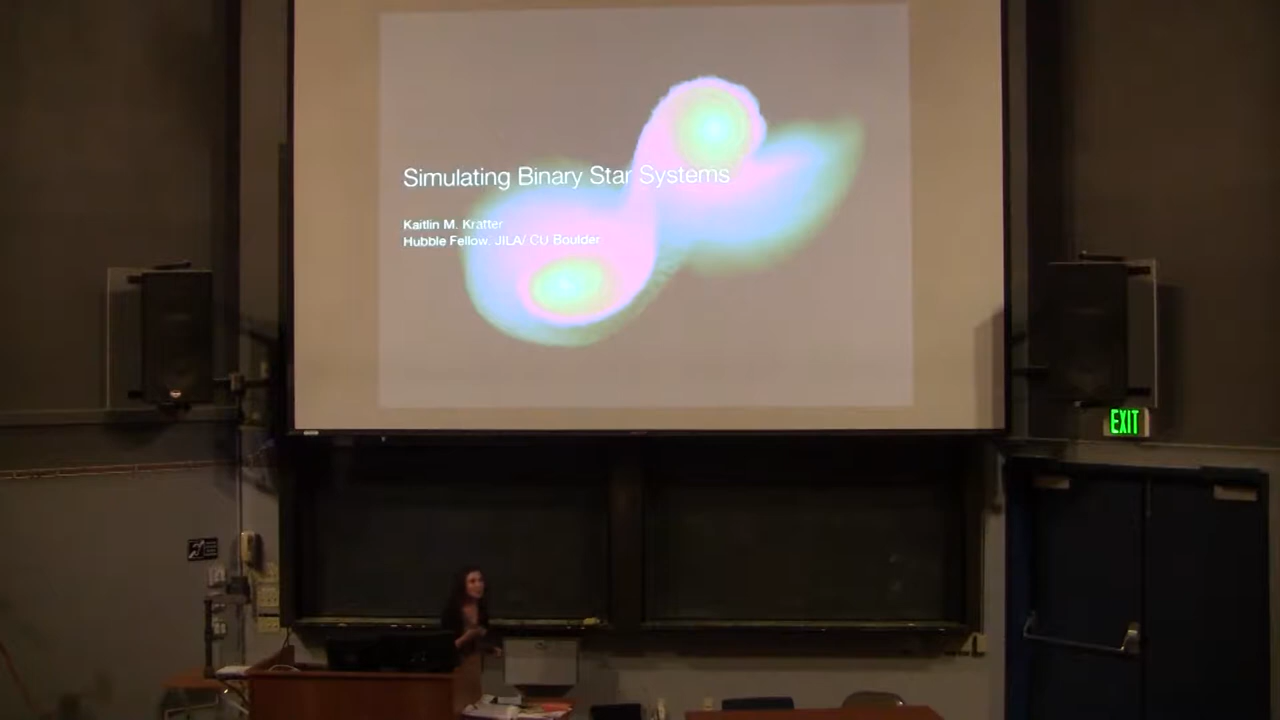 Simulating Binary Star Systems
Kaitlin M. Kratter
Hubble Fellow, JILA/ CU Boulder
EXIT